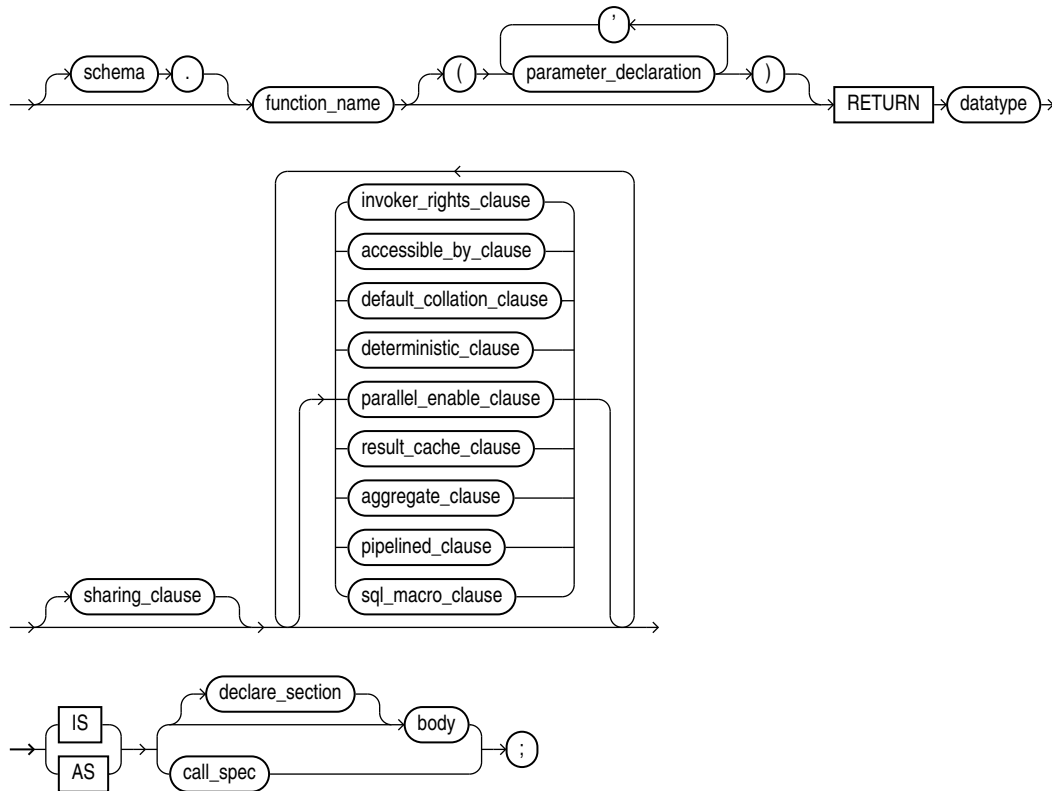 ,
schema . ( parameter_declaration )
function_name RETURN datatype
invoker_rights_clause
accessible_by_clause
default_collation_clause
deterministic_clause
parallel_enable_clause
result_cache_clause
aggregate_clause
pipelined_clause
sharing_clause sql_macro_clause
declare_section
IS body
;
AS call_spec